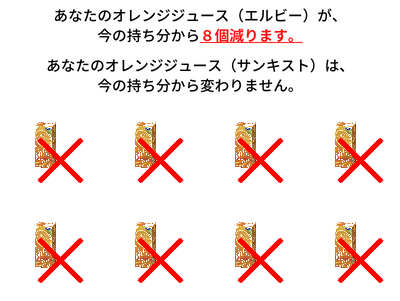 あなたのオレンジジュース（エルビー）が、
今の持ち分から８個減ります。
あなたのオレンジジュース（サンキスト）は、
今の持ち分から変わりません。